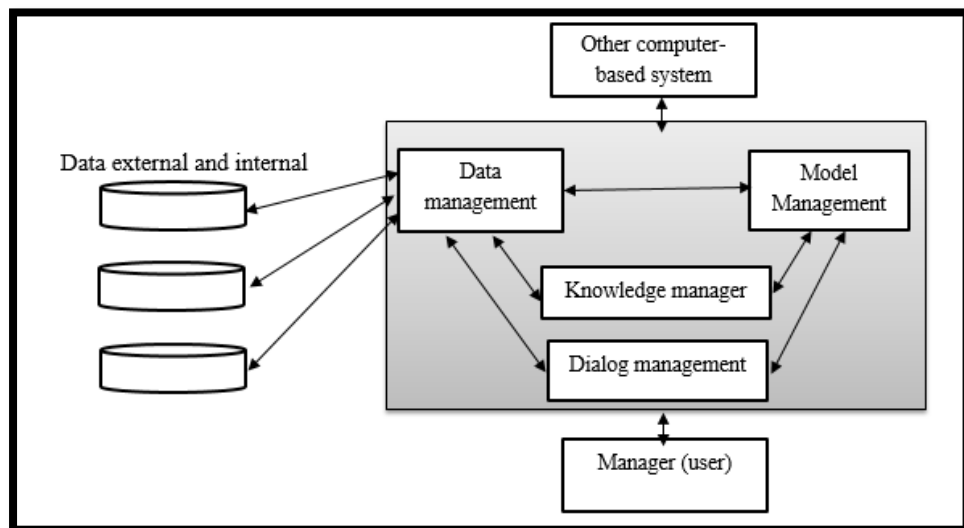 Other computer-
based system
Data external and internal
Data
management
Model
Management
Knowledge manager
Dialog management
Manager (user)